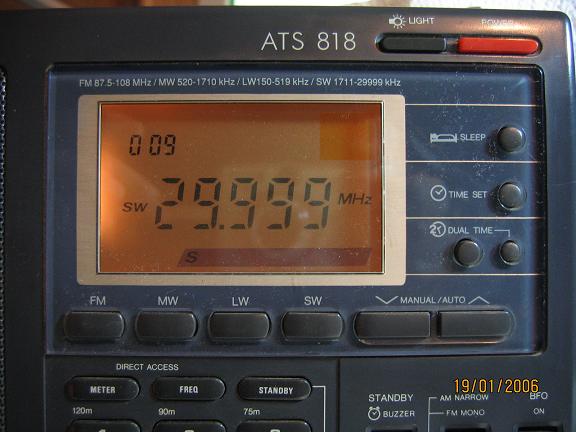 LIGHT POWER
ATS 818
FM 87.5-108 MHz / MW 520-1710 kHz / LW150-519 kHz / SW 1711-29999 kHz
0 09
SW 29.999 MHz
S
SLEEP
TIME SET
DUAL TIME
FM MW LW SW MANUAL/AUTO
DIRECT ACCESS
METER FREQ STANDBY
120m 90m 75m
STANDBY
BUZZER
AM NARROW
FM MONO
BFO
ON
19/01/2006